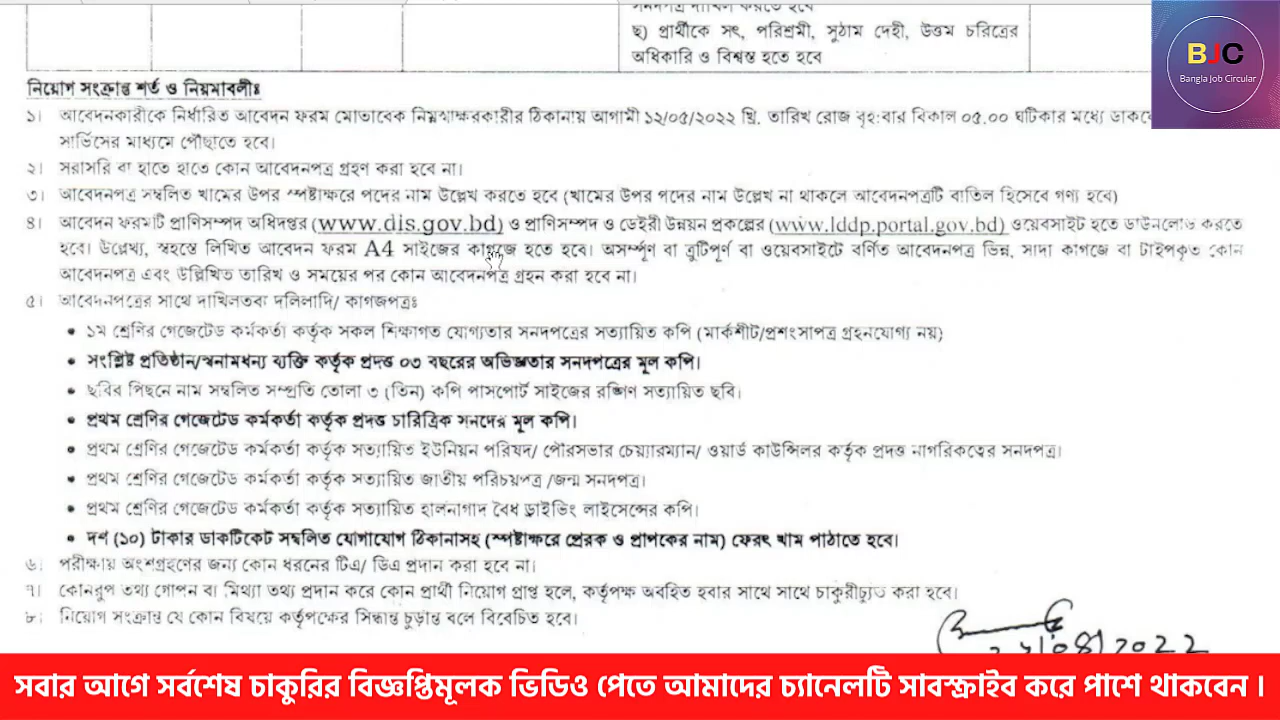 সনদপত্র দাখিল করতে হবে
ছ) প্রার্থীকে সৎ, পরিশ্রমী, সুঠাম দেহী, উত্তম চরিত্রের
অধিকারি ও বিশ্বস্ত হতে হবে
BJC
Bangla Job Circular
নিয়োগ সংক্রান্ত শর্ত ও নিয়মাবলীঃ
১। আবেদনকারীকে নির্ধারিত আবেদন ফরম মোতাবেক নিম্নস্বাক্ষরকারীর ঠিকানায় আগামী ১২/০৫/২০২২ খ্রি. তারিখ রোজ বৃহ:বার বিকাল ০৫.০০ ঘটিকার মধ্যে
সার্ভিসের মাধ্যমে পৌঁছাতে হবে।
২। সরাসরি বা হাতে হাতে কোন আবেদনপত্র গ্রহণ করা হবে না।
৩। আবেদনপত্র সম্বলিত খামের উপর স্পষ্টাক্ষরে পদের নাম উল্লেখ করতে হবে (খামের উপর পদের নাম উল্লেখ না থাকলে আবেদনপত্রটি বাতিল হিসেবে গণ্য হবে)
৪। আবেদন ফরমটি প্রাণিসম্পদ অধিদপ্তর (www.dis.gov.bd) ও প্রাণিসম্পদ ও ডেইরী উন্নয়ন প্রকল্পের (www.lddp.portal.gov.bd) ওয়েবসাইট হতে ডাউনলোড করতে
হবে। উল্লেখ্য, স্বহস্তে লিখিত আবেদন ফরম A4 সাইজের কাগজে হতে হবে। অসম্পূর্ণ বা ত্রুটিপূর্ণ বা ওয়েবসাইটে বর্ণিত আবেদনপত্র ভিন্ন, সাদা কাগজে বা টাইপকৃত কোন
আবেদনপত্র এবং উল্লিখিত তারিখ ও সময়ের পর কোন আবেদনপত্র গ্রহন করা হবে না।
৫। আবেদনপত্রের সাথে দাখিলতব্য দলিলাদি/ কাগজপত্রঃ
• ১ম শ্রেণির গেজেটেড কর্মকর্তা কর্তৃক সকল শিক্ষাগত যোগ্যতার সনদপত্রের সত্যায়িত কপি (মার্কশীট/প্রশংসাপত্র গ্রহনযোগ্য নয়)
• সংশ্লিষ্ট প্রতিষ্ঠান/স্বনামধন্য ব্যক্তি কর্তৃক প্রদত্ত ০৩ বছরের অভিজ্ঞতার সনদপত্রের মূল কপি।
• ছবির পিছনে নাম সম্বলিত সম্প্রতি তোলা ৩ (তিন) কপি পাসপোর্ট সাইজের রঙ্গিণ সত্যায়িত ছবি।
• প্রথম শ্রেণির গেজেটেড কর্মকর্তা কর্তৃক প্রদত্ত চারিত্রিক সনদের মূল কপি।
• প্রথম শ্রেণির গেজেটেড কর্মকর্তা কর্তৃক সত্যায়িত ইউনিয়ন পরিষদ/ পৌরসভার চেয়্যারম্যান/ ওয়ার্ড কাউন্সিলর কর্তৃক প্রদত্ত নাগরিকত্বের সনদপত্র।
• প্রথম শ্রেণির গেজেটেড কর্মকর্তা কর্তৃক সত্যায়িত জাতীয় পরিচয়পত্র /জন্ম সনদপত্র।
• প্রথম শ্রেণির গেজেটেড কর্মকর্তা কর্তৃক সত্যায়িত হালনাগাদ বৈধ ড্রাইভিং লাইসেন্সের কপি।
• দশ (১০) টাকার ডাকটিকেট সম্বলিত যোগাযোগ ঠিকানাসহ (স্পষ্টাক্ষরে প্রেরক ও প্রাপকের নাম) ফেরৎ খাম পাঠাতে হবে।
৬। পরীক্ষায় অংশগ্রহণের জন্য কোন ধরনের টিএ/ ডিএ প্রদান করা হবে না।
৭। কোনরুপ তথ্য গোপন বা মিথ্যা তথ্য প্রদান করে কোন প্রার্থী নিয়োগ প্রাপ্ত হলে, কর্তৃপক্ষ অবহিত হবার সাথে সাথে চাকুরীচ্যুত করা হবে।
৮। নিয়োগ সংক্রান্ত যে কোন বিষয়ে কর্তৃপক্ষের সিদ্ধান্ত চুড়ান্ত বলে বিবেচিত হবে।
সবার আগে সর্বশেষ চাকুরির বিজ্ঞপ্তিমূলক ভিডিও পেতে আমাদের চ্যানেলটি সাবস্ক্রাইব করে পাশে থাকবেন ।